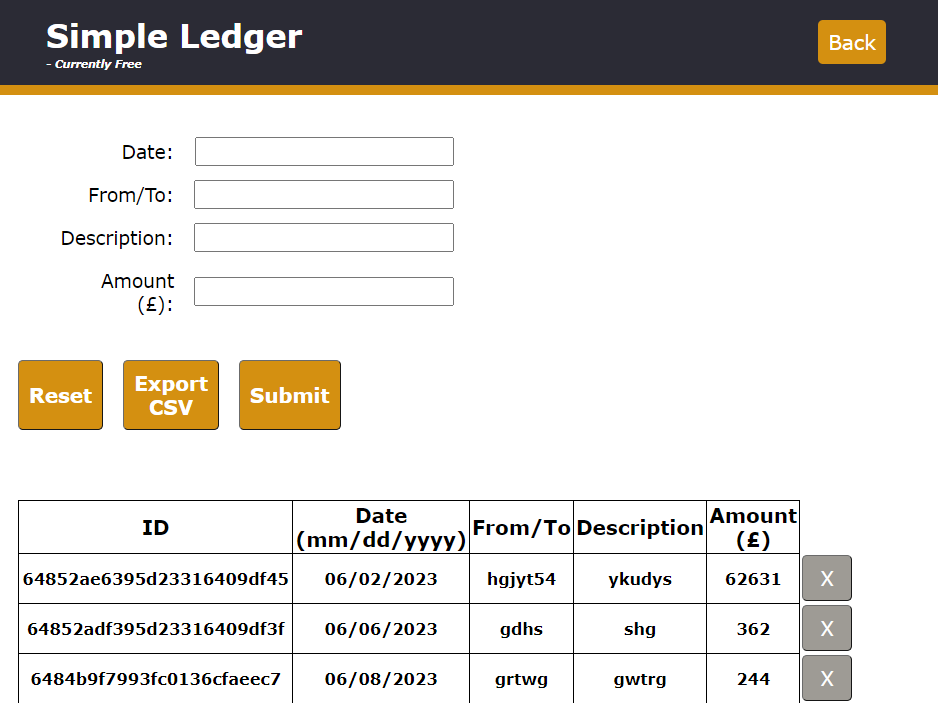 Simple Ledger
- Currently Free
Back
Date:
From/To:
Description:
Amount
(£):
Reset
Export
CSV
Submit
ID
Date
(mm/dd/yyyy)
From/To
Description
Amount
(£)
64852ae6395d23316409df45 06/02/2023 hgjyt54 ykudys 62631 X
64852adf395d23316409df3f 06/06/2023 gdhs shg 362 X
6484b9f7993fc0136cfaeec7 06/08/2023 grtwg gwtrg 244 X